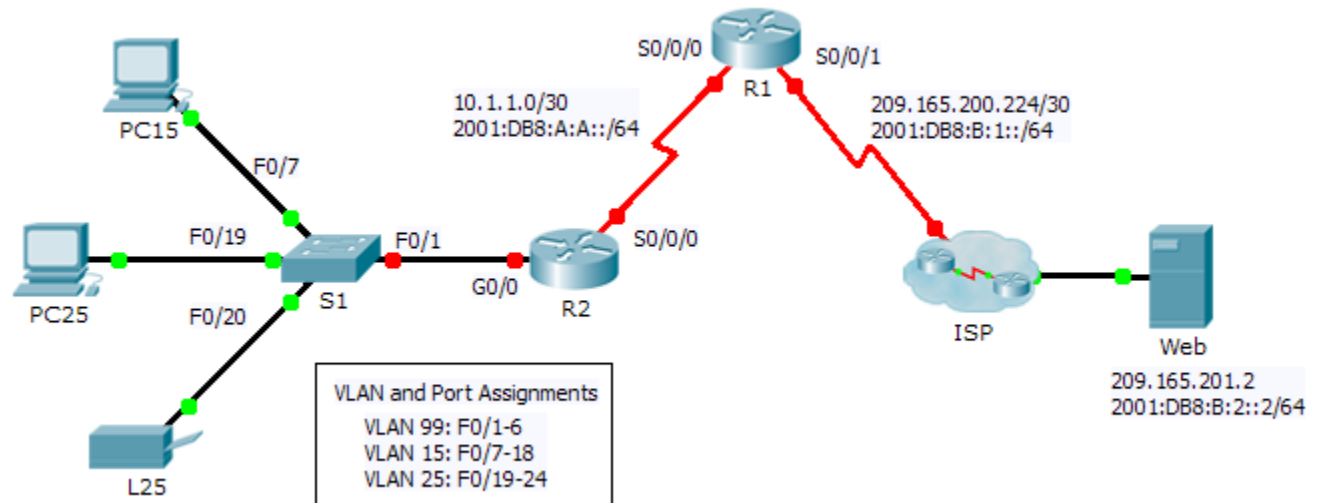 S0/0/0
S0/0/1
R1
10.1.1.0/30
2001:DB8:A:A::/64
209.165.200.224/30
2001:DB8:B:1::/64
PC15
F0/7
F0/19
F0/1
S0/0/0
G0/0
PC25
S1
R2
F0/20
ISP
Web
209.165.201.2
2001:DB8:B:2::2/64
L25
VLAN and Port Assignments
VLAN 99: F0/1-6
VLAN 15: F0/7-18
VLAN 25: F0/19-24